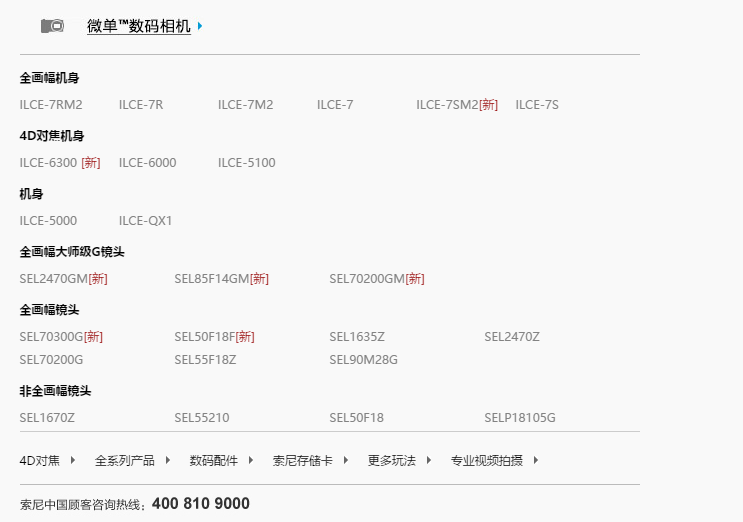 微单™数码相机
全画幅机身
ILCE-7RM2 ILCE-7R ILCE-7M2 ILCE-7 ILCE-7SM2[新] ILCE-7S
4D对焦机身
ILCE-6300 [新] ILCE-6000 ILCE-5100
机身
ILCE-5000 ILCE-QX1
全画幅大师级G镜头
SEL2470GM[新] SEL85F14GM[新] SEL70200GM[新]
全画幅镜头
SEL70300G[新] SEL50F18F[新] SEL1635Z SEL2470Z
SEL70200G SEL55F18Z SEL90M28G
非全画幅镜头
SEL1670Z SEL55210 SEL50F18 SELP18105G
4D对焦 全系列产品 数码配件 索尼存储卡 更多玩法 专业视频拍摄
索尼中国顾客咨询热线：400 810 9000